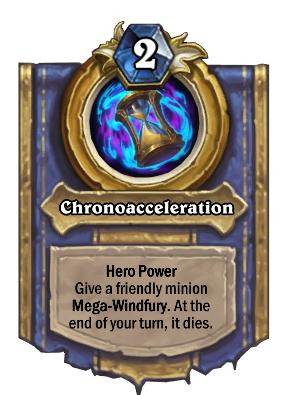 2
Chronoacceleration
Hero Power
Give a friendly minion
Mega-Windfury. At the
end of your turn, it dies.